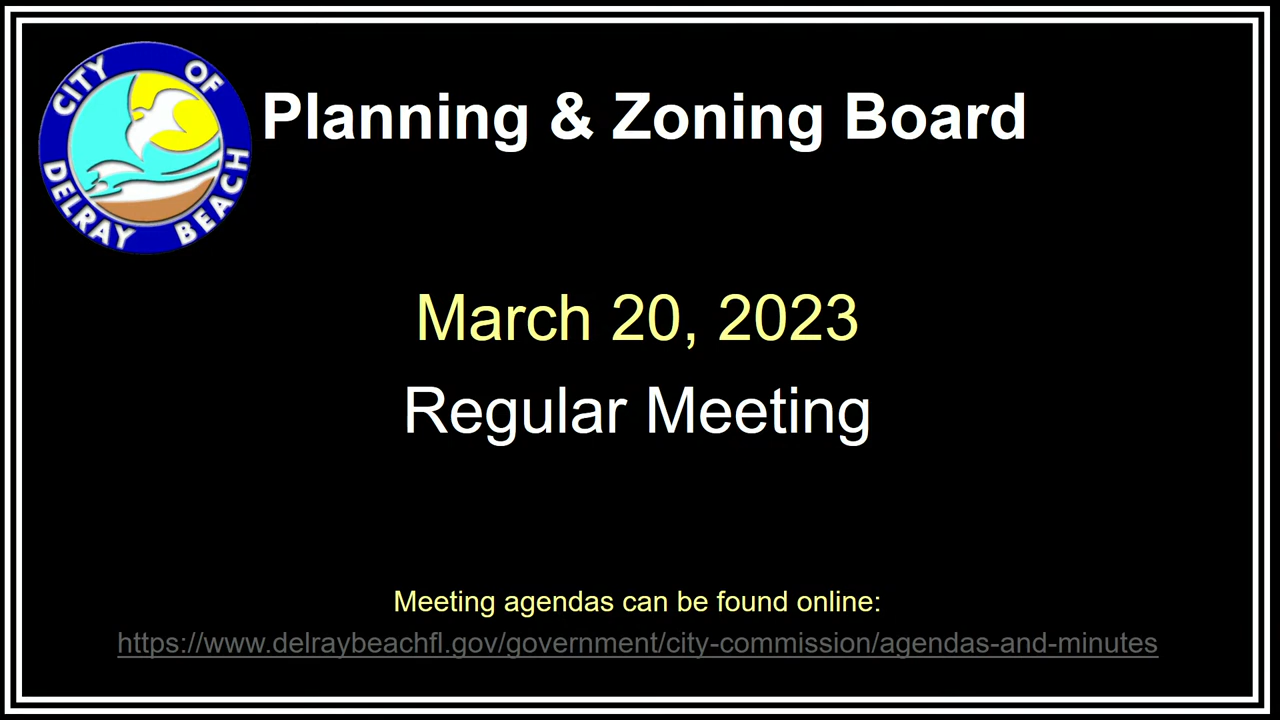 CITY OF
DELRAY BEACH
Planning & Zoning Board
March 20, 2023
Regular Meeting
Meeting agendas can be found online:
https://www.delraybeachfl.gov/government/city-commission/agendas-and-minutes